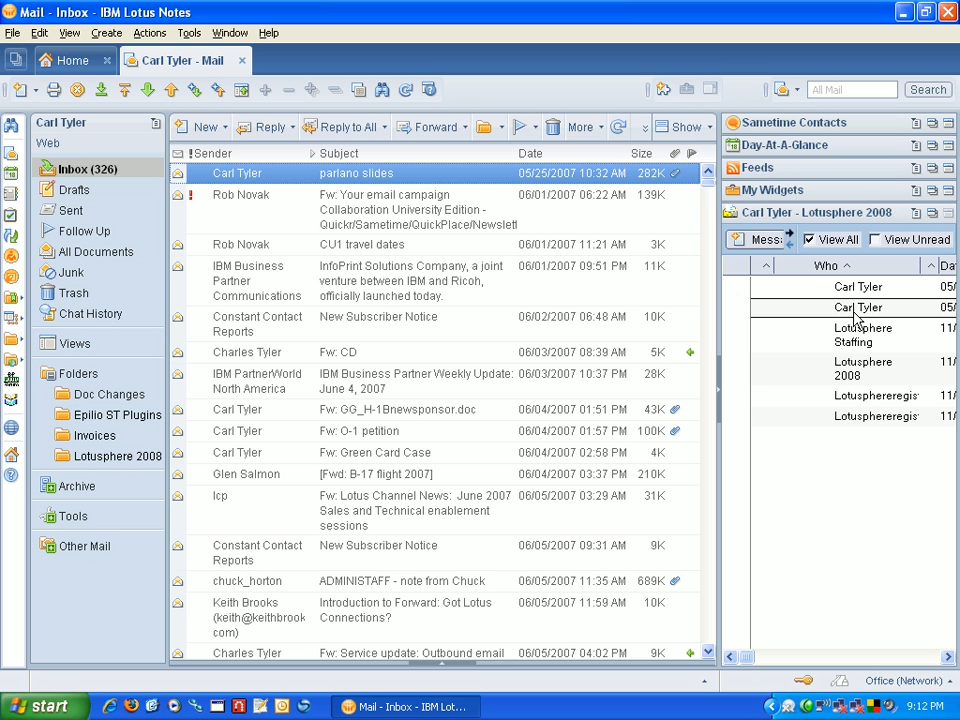 Mail - Inbox - IBM Lotus Notes
File Edit View Create Actions Tools Window Help
Home
Carl Tyler - Mail
All Mail
Search
Carl Tyler
Web
Inbox (326)
Drafts
Sent
Follow Up
All Documents
Junk
Trash
Chat History
Views
Folders
Doc Changes
Epilio ST Plugins
Invoices
Lotusphere 2008
Archive
Tools
Other Mail
New Reply Reply to All Forward More Show
! Sender Subject Date Size
Carl Tyler parlano slides 05/25/2007 10:32 AM 282K
Rob Novak Fw: Your email campaign 06/01/2007 06:22 AM 139K
Collaboration University Edition -
Quickr/Sametime/QuickPlace/Newslett
Rob Novak CU1 travel dates 06/01/2007 11:21 AM 3K
IBM Business InfoPrint Solutions Company, a joint 06/01/2007 09:51 PM 11K
Partner venture between IBM and Ricoh,
Communications officially launched today.
Constant Contact New Subscriber Notice 06/02/2007 06:48 AM 10K
Reports
Charles Tyler Fw: CD 06/03/2007 08:39 AM 5K
IBM PartnerWorld IBM Business Partner Weekly Update: 06/03/2007 10:37 PM 28K
North America June 4, 2007
Carl Tyler Fw: GG_H-1Bnewsponsor.doc 06/04/2007 01:51 PM 43K
Carl Tyler Fw: O-1 petition 06/04/2007 01:57 PM 100K
Carl Tyler Fw: Green Card Case 06/04/2007 02:58 PM 4K
Glen Salmon [Fwd: B-17 flight 2007] 06/04/2007 03:37 PM 210K
lcp Fw: Lotus Channel News: June 2007 06/05/2007 03:29 AM 31K
Sales and Technical enablement
sessions
Constant Contact New Subscriber Notice 06/05/2007 09:31 AM 9K
Reports
chuck_horton ADMINISTAFF - note from Chuck 06/05/2007 11:35 AM 689K
Keith Brooks Introduction to Forward: Got Lotus 06/05/2007 11:59 AM 10K
(keith@keithbrook Connections?
com)
Charles Tyler Fw: Service update: Outbound email 06/05/2007 04:02 PM 9K
Sametime Contacts
Day-At-A-Glance
Feeds
My Widgets
Carl Tyler - Lotusphere 2008
Mess: View All View Unread
Who Da
Carl Tyler 05/
Carl Tyler 05/
Lotusphere 11/
Staffing
Lotusphere 11/
2008
Lotusphereregis 11/
Lotusphereregis 11/
Office (Network)
start
Mail - Inbox - IBM Lot...
9:12 PM